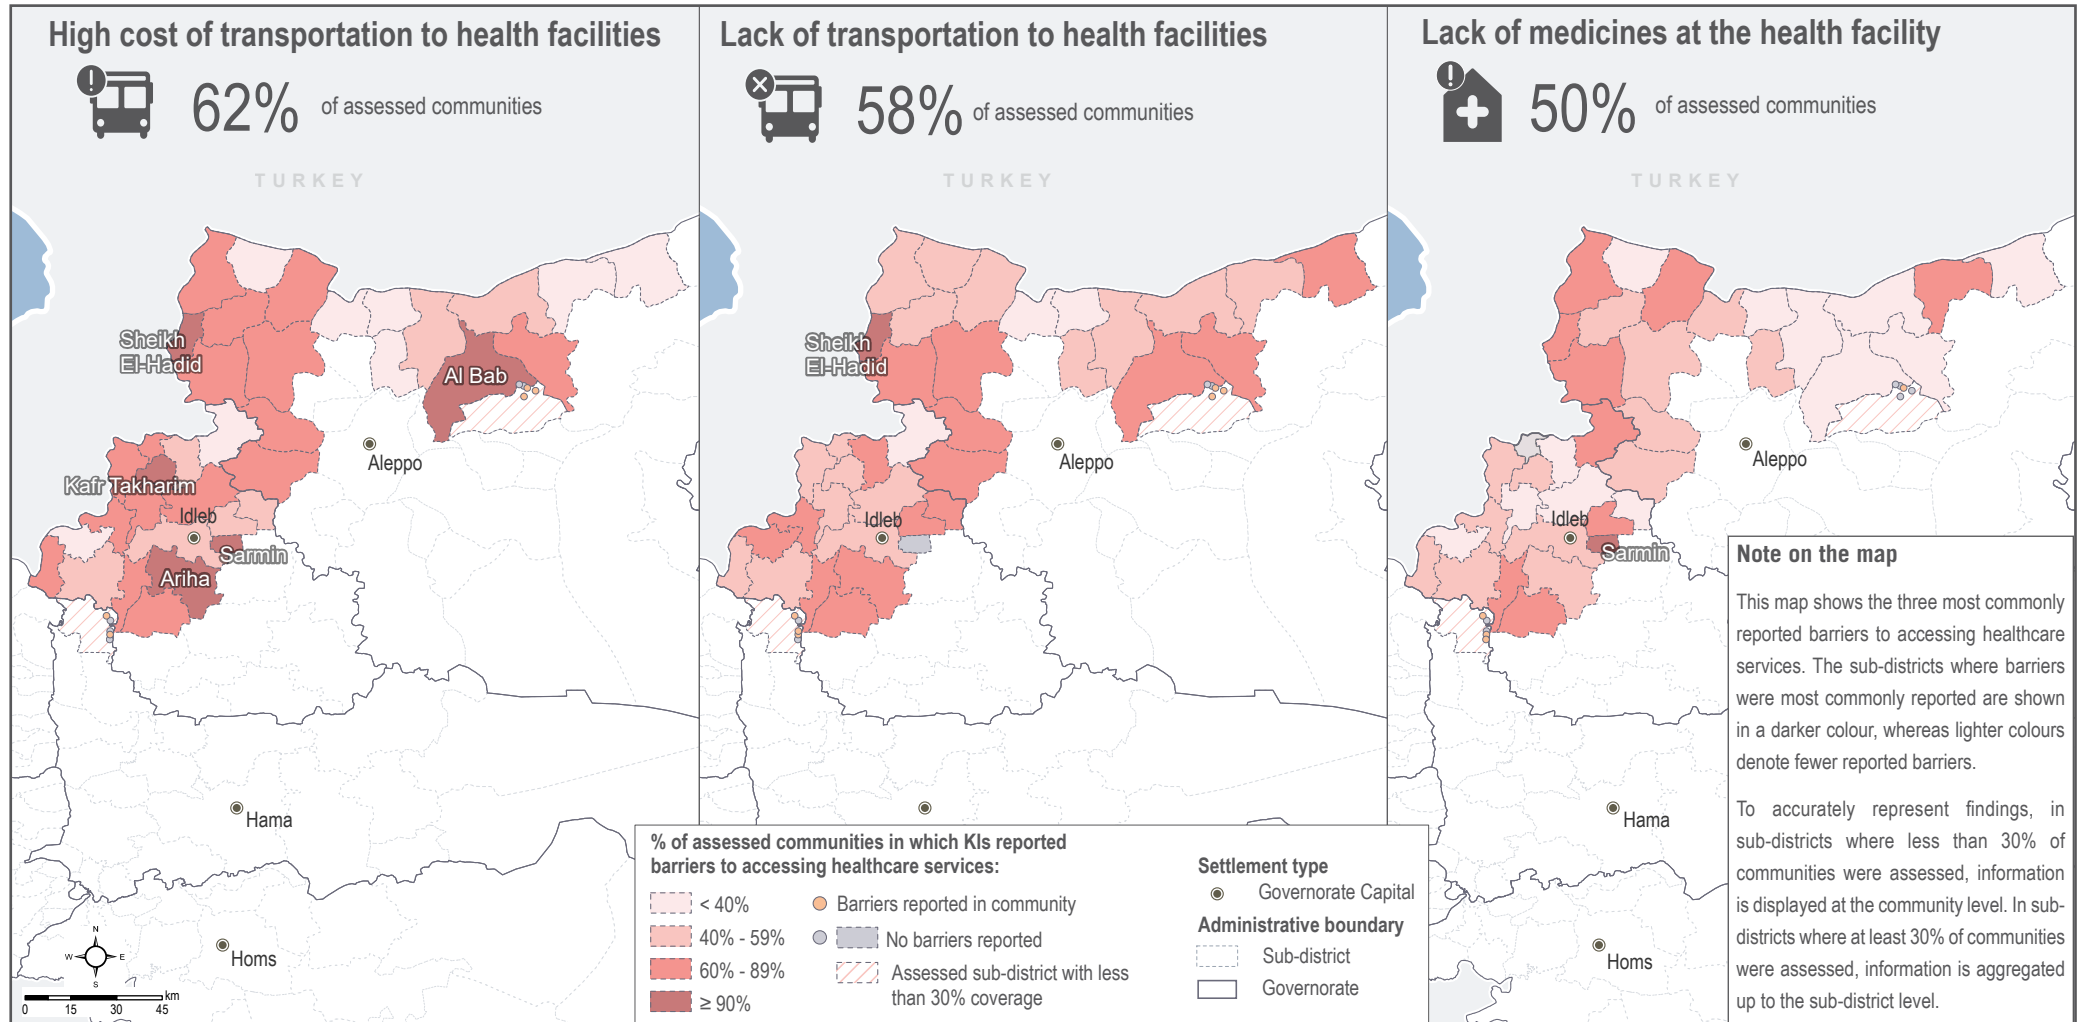 High cost of transportation to health facilities
62% of assessed communities
TURKEY
Sheikh
El-Hadid
Al Bab
Aleppo
Kafr Takharim
Idleb
Sarmin
Ariha
Hama
Homs
N
W E
S
km
0 15 30 45
Lack of transportation to health facilities
58% of assessed communities
TURKEY
Sheikh
El-Hadid
Aleppo
Idleb
Lack of medicines at the health facility
50% of assessed communities
TURKEY
Aleppo
Idleb
Sarmin
Hama
Homs
% of assessed communities in which KIs reported
barriers to accessing healthcare services:
< 40%
40% - 59%
60% - 89%
≥ 90%
Barriers reported in community
No barriers reported
Assessed sub-district with less
than 30% coverage
Settlement type
Governorate Capital
Administrative boundary
Sub-district
Governorate
Note on the map
This map shows the three most commonly
reported barriers to accessing healthcare
services. The sub-districts where barriers
were most commonly reported are shown
in a darker colour, whereas lighter colours
denote fewer reported barriers.
To accurately represent findings, in
sub-districts where less than 30% of
communities were assessed, information
is displayed at the community level. In sub-
districts where at least 30% of communities
were assessed, information is aggregated
up to the sub-district level.